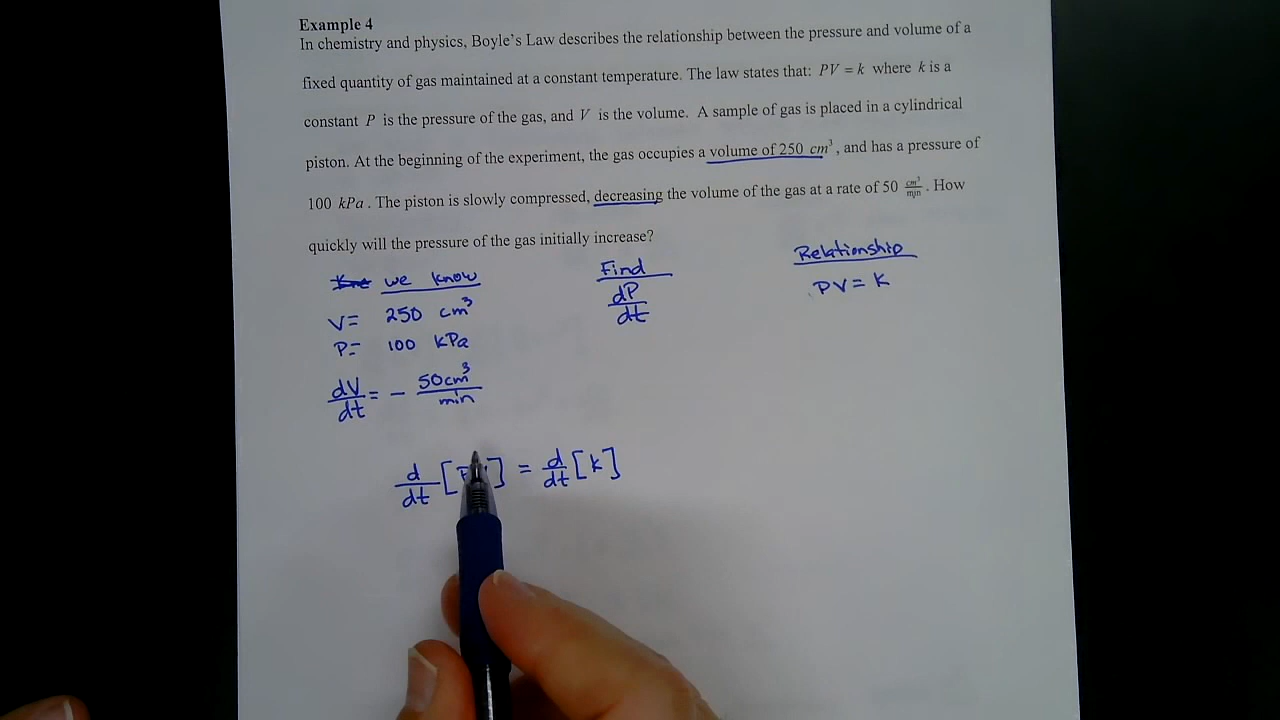 Example 4
In chemistry and physics, Boyle's Law describes the relationship between the pressure and volume of a
fixed quantity of gas maintained at a constant temperature. The law states that: PV = k where k is a
constant P is the pressure of the gas, and V is the volume. A sample of gas is placed in a cylindrical
piston. At the beginning of the experiment, the gas occupies a volume of 250 cm³, and has a pressure of
100 kPa. The piston is slowly compressed, decreasing the volume of the gas at a rate of 50 cm³/min. How
quickly will the pressure of the gas initially increase?
we know
V= 250 cm³
P= 100 kPa
dV/dt = - 50cm³/min
Find
dP/dt
Relationship
PV = K
d/dt [P ] = d/dt [K]